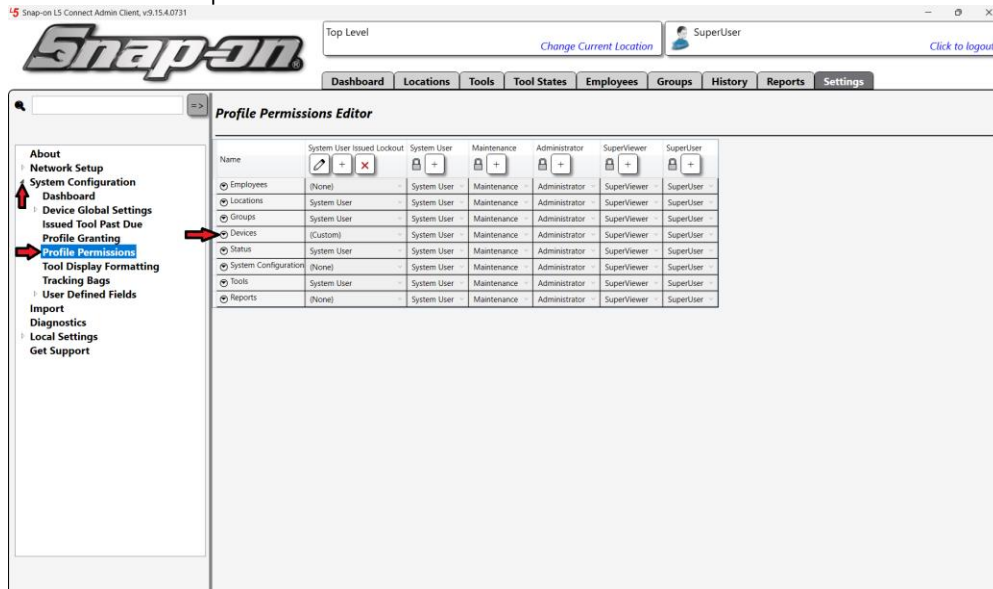 L5 Snap-on L5 Connect Admin Client, v:9.15.4.0731
Snap-on
Top Level
Change Current Location
SuperUser
Click to logout
Dashboard Locations Tools Tool States Employees Groups History Reports Settings
=>
About
Network Setup
System Configuration
Dashboard
Device Global Settings
Issued Tool Past Due
Profile Granting
Profile Permissions
Tool Display Formatting
Tracking Bags
User Defined Fields
Import
Diagnostics
Local Settings
Get Support
Profile Permissions Editor
Name System User Issued Lockout System User Maintenance Administrator SuperViewer SuperUser
Employees (None) System User Maintenance Administrator SuperViewer SuperUser
Locations System User System User Maintenance Administrator SuperViewer SuperUser
Groups System User System User Maintenance Administrator SuperViewer SuperUser
Devices (Custom) System User Maintenance Administrator SuperViewer SuperUser
Status System User System User Maintenance Administrator SuperViewer SuperUser
System Configuration (None) System User Maintenance Administrator SuperViewer SuperUser
Tools System User System User Maintenance Administrator SuperViewer SuperUser
Reports (None) System User Maintenance Administrator SuperViewer SuperUser